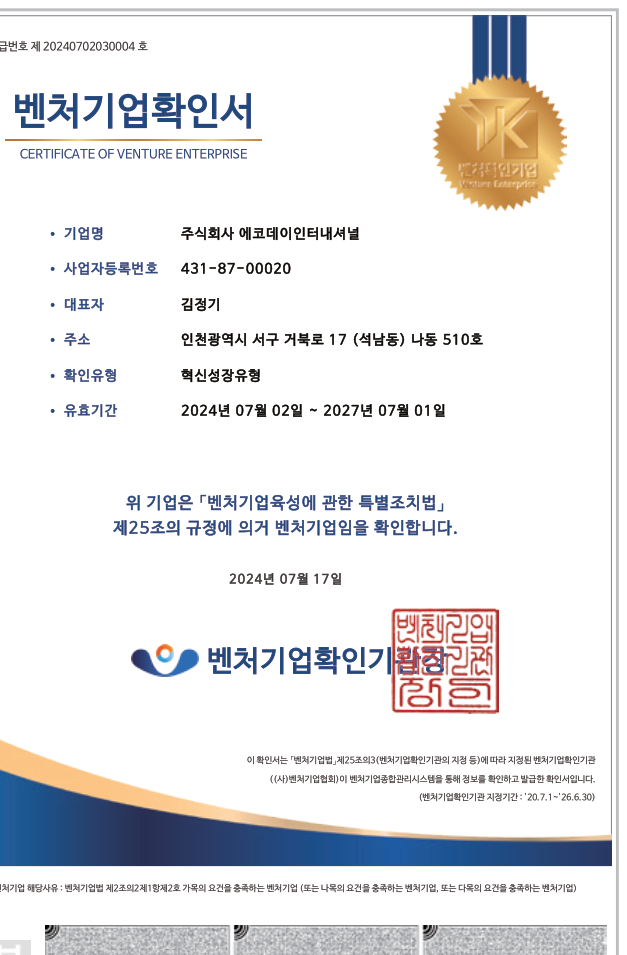 급번호 제 20240702030004 호
벤처기업확인서
CERTIFICATE OF VENTURE ENTERPRISE
벤처확인기업
Venture Enterprise
• 기업명 주식회사 에코데이인터내셔널
• 사업자등록번호 431-87-00020
• 대표자 김정기
• 주소 인천광역시 서구 거북로 17 (석남동) 나동 510호
• 확인유형 혁신성장유형
• 유효기간 2024년 07월 02일 ~ 2027년 07월 01일
위 기업은 「벤처기업육성에 관한 특별조치법」
제25조의 규정에 의거 벤처기업임을 확인합니다.
2024년 07월 17일
벤처기업확인기관장
이 확인서는 「벤처기업법」제25조의3(벤처기업확인기관의 지정 등)에 따라 지정된 벤처기업확인기관
((사)벤처기업협회)이 벤처기업종합관리시스템을 통해 정보를 확인하고 발급한 확인서입니다.
(벤처기업확인기관 지정기간 : '20.7.1~'26.6.30)
벤처기업 해당사유 : 벤처기업법 제2조의2제1항제2호 가목의 요건을 충족하는 벤처기업 (또는 나목의 요건을 충족하는 벤처기업, 또는 다목의 요건을 충족하는 벤처기업)